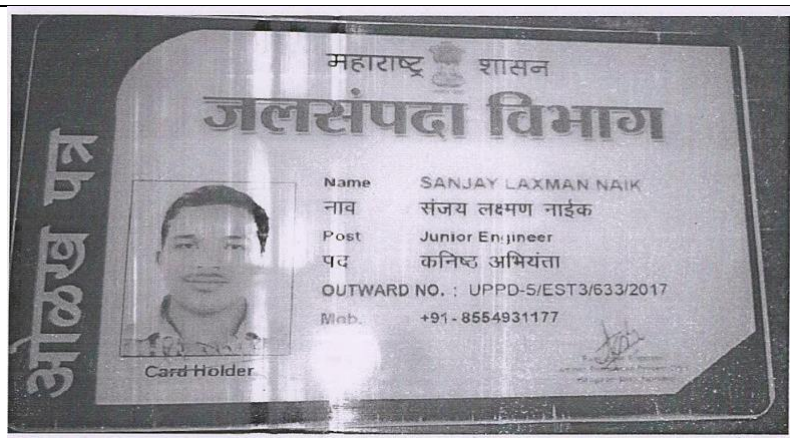 ओळख पत्र
महाराष्ट्र शासन
जलसंपदा विभाग
Name SANJAY LAXMAN NAIK
नाव संजय लक्ष्मण नाईक
Post Junior Engineer
पद कनिष्ठ अभियंता
OUTWARD NO. : UPPD-5/EST3/633/2017
Mob. +91-8554931177
Card Holder